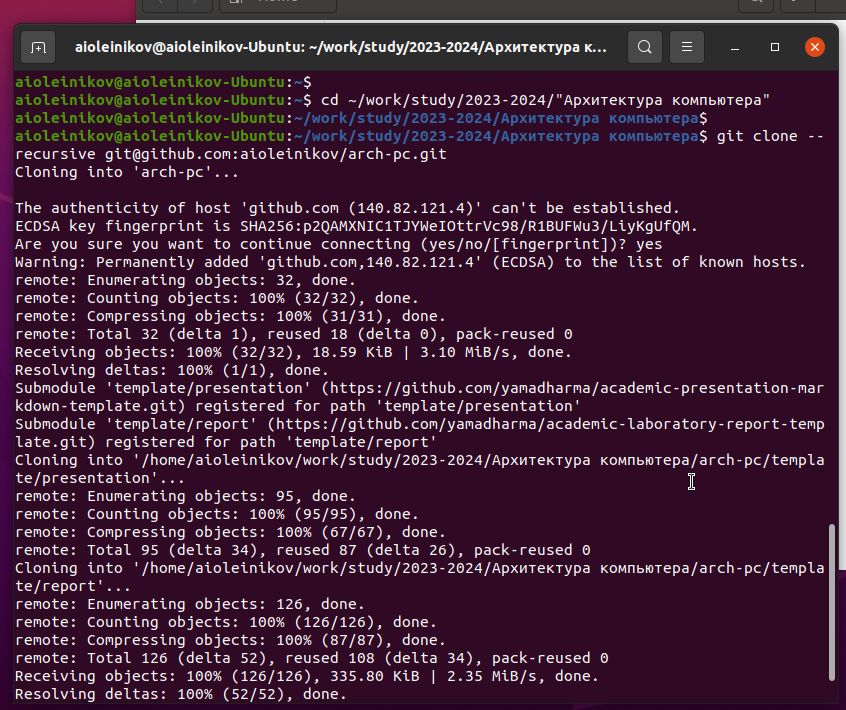 aioleinikov@aioleinikov-Ubuntu: ~/work/study/2023-2024/Архитектура к...
aioleinikov@aioleinikov-Ubuntu:~$
aioleinikov@aioleinikov-Ubuntu:~$ cd ~/work/study/2023-2024/"Архитектура компьютера"
aioleinikov@aioleinikov-Ubuntu:~/work/study/2023-2024/Архитектура компьютера$
aioleinikov@aioleinikov-Ubuntu:~/work/study/2023-2024/Архитектура компьютера$ git clone --
recursive git@github.com:aioleinikov/arch-pc.git
Cloning into 'arch-pc'...
The authenticity of host 'github.com (140.82.121.4)' can't be established.
ECDSA key fingerprint is SHA256:p2QAMXNIC1TJYWeIOttrVc98/R1BUFWu3/LiyKgUfQM.
Are you sure you want to continue connecting (yes/no/[fingerprint])? yes
Warning: Permanently added 'github.com,140.82.121.4' (ECDSA) to the list of known hosts.
remote: Enumerating objects: 32, done.
remote: Counting objects: 100% (32/32), done.
remote: Compressing objects: 100% (31/31), done.
remote: Total 32 (delta 1), reused 18 (delta 0), pack-reused 0
Receiving objects: 100% (32/32), 18.59 KiB | 3.10 MiB/s, done.
Resolving deltas: 100% (1/1), done.
Submodule 'template/presentation' (https://github.com/yamadharma/academic-presentation-mar
kdown-template.git) registered for path 'template/presentation'
Submodule 'template/report' (https://github.com/yamadharma/academic-laboratory-report-temp
late.git) registered for path 'template/report'
Cloning into '/home/aioleinikov/work/study/2023-2024/Архитектура компьютера/arch-pc/templa
te/presentation'...
remote: Enumerating objects: 95, done.
remote: Counting objects: 100% (95/95), done.
remote: Compressing objects: 100% (67/67), done.
remote: Total 95 (delta 34), reused 87 (delta 26), pack-reused 0
Cloning into '/home/aioleinikov/work/study/2023-2024/Архитектура компьютера/arch-pc/templa
te/report'...
remote: Enumerating objects: 126, done.
remote: Counting objects: 100% (126/126), done.
remote: Compressing objects: 100% (87/87), done.
remote: Total 126 (delta 52), reused 108 (delta 34), pack-reused 0
Receiving objects: 100% (126/126), 335.80 KiB | 2.35 MiB/s, done.
Resolving deltas: 100% (52/52), done.